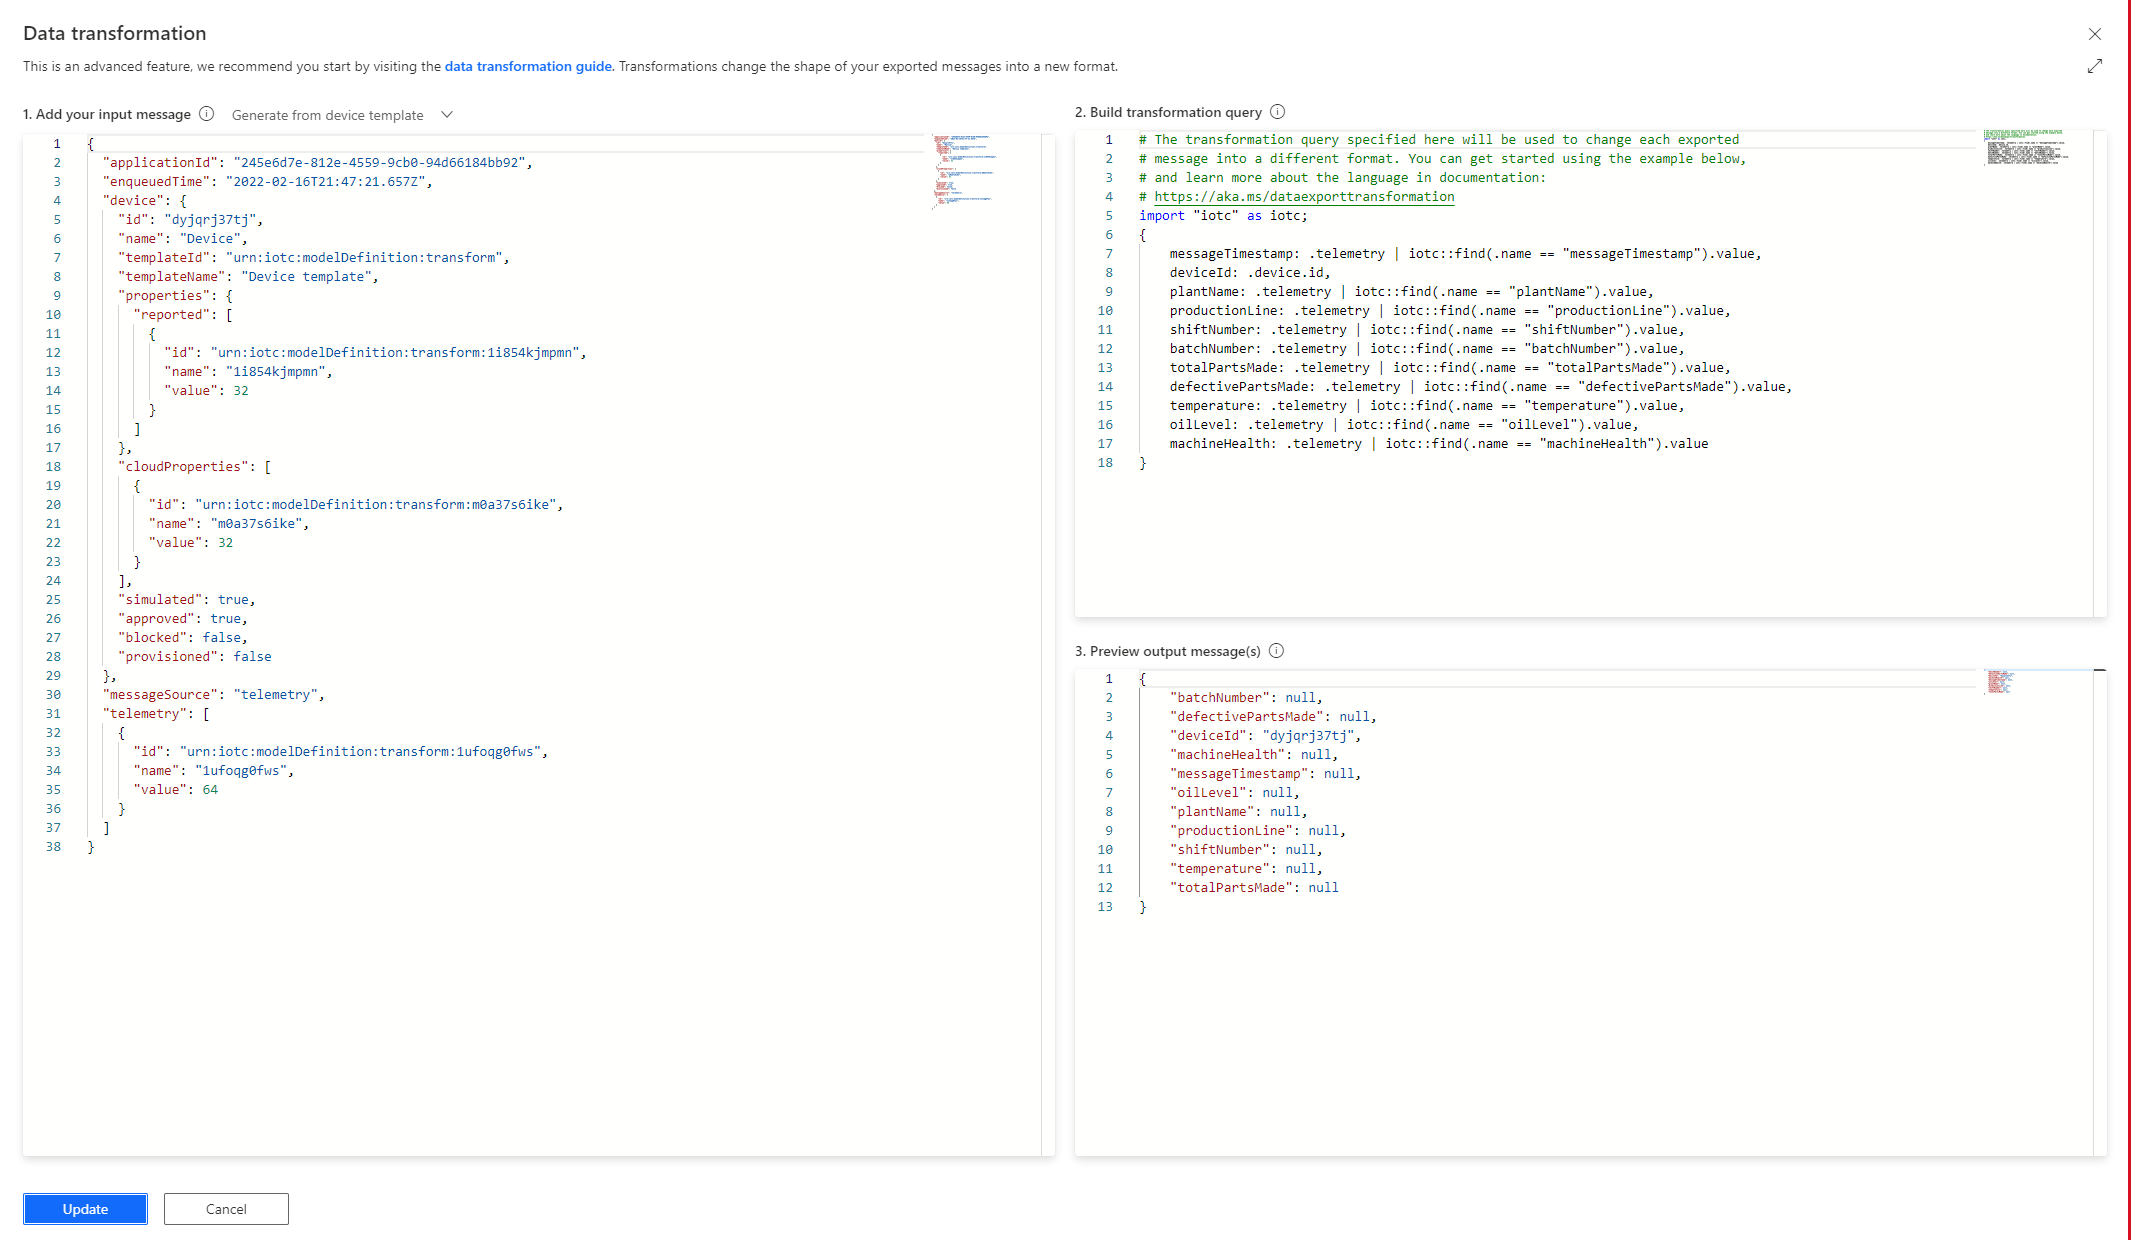 Data transformation
This is an advanced feature, we recommend you start by visiting the data transformation guide. Transformations change the shape of your exported messages into a new format.
1. Add your input message Generate from device template
1 {
2 "applicationId": "245e6d7e-812e-4559-9cb0-94d66184bb92",
3 "enqueuedTime": "2022-02-16T21:47:21.657Z",
4 "device": {
5 "id": "dyjqrj37tj",
6 "name": "Device",
7 "templateId": "urn:iotc:modelDefinition:transform",
8 "templateName": "Device template",
9 "properties": {
10 "reported": [
11 {
12 "id": "urn:iotc:modelDefinition:transform:1i854kjmpmn",
13 "name": "1i854kjmpmn",
14 "value": 32
15 }
16 ]
17 },
18 "cloudProperties": [
19 {
20 "id": "urn:iotc:modelDefinition:transform:m0a37s6ike",
21 "name": "m0a37s6ike",
22 "value": 32
23 }
24 ],
25 "simulated": true,
26 "approved": true,
27 "blocked": false,
28 "provisioned": false
29 },
30 "messageSource": "telemetry",
31 "telemetry": [
32 {
33 "id": "urn:iotc:modelDefinition:transform:1ufoqg0fws",
34 "name": "1ufoqg0fws",
35 "value": 64
36 }
37 ]
38 }
2. Build transformation query
1 # The transformation query specified here will be used to change each exported
2 # message into a different format. You can get started using the example below,
3 # and learn more about the language in documentation:
4 # https://aka.ms/dataexporttransformation
5 import "iotc" as iotc;
6 {
7 messageTimestamp: .telemetry | iotc::find(.name == "messageTimestamp").value,
8 deviceId: .device.id,
9 plantName: .telemetry | iotc::find(.name == "plantName").value,
10 productionLine: .telemetry | iotc::find(.name == "productionLine").value,
11 shiftNumber: .telemetry | iotc::find(.name == "shiftNumber").value,
12 batchNumber: .telemetry | iotc::find(.name == "batchNumber").value,
13 totalPartsMade: .telemetry | iotc::find(.name == "totalPartsMade").value,
14 defectivePartsMade: .telemetry | iotc::find(.name == "defectivePartsMade").value,
15 temperature: .telemetry | iotc::find(.name == "temperature").value,
16 oilLevel: .telemetry | iotc::find(.name == "oilLevel").value,
17 machineHealth: .telemetry | iotc::find(.name == "machineHealth").value
18 }
3. Preview output message(s)
1 {
2 "batchNumber": null,
3 "defectivePartsMade": null,
4 "deviceId": "dyjqrj37tj",
5 "machineHealth": null,
6 "messageTimestamp": null,
7 "oilLevel": null,
8 "plantName": null,
9 "productionLine": null,
10 "shiftNumber": null,
11 "temperature": null,
12 "totalPartsMade": null
13 }
Update Cancel